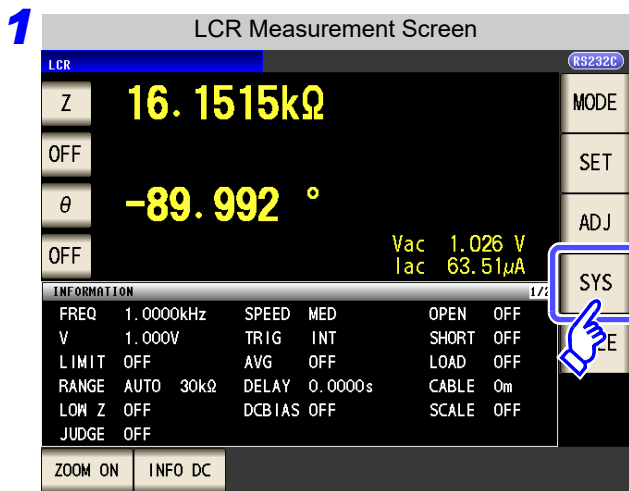 1
LCR Measurement Screen
LCR
RS232C
Z
16.1515kΩ
MODE
OFF
SET
θ
-89.992 °
ADJ
OFF
Vac 1.026 V
Iac 63.51µA
SYS
INFORMATION
FREQ 1.0000kHz SPEED MED OPEN OFF
V 1.000V TRIG INT SHORT OFF
LIMIT OFF AVG OFF LOAD OFF
RANGE AUTO 30kΩ DELAY 0.0000s CABLE 0m
LOW Z OFF DCBIAS OFF SCALE OFF
JUDGE OFF
ZOOM ON INFO DC